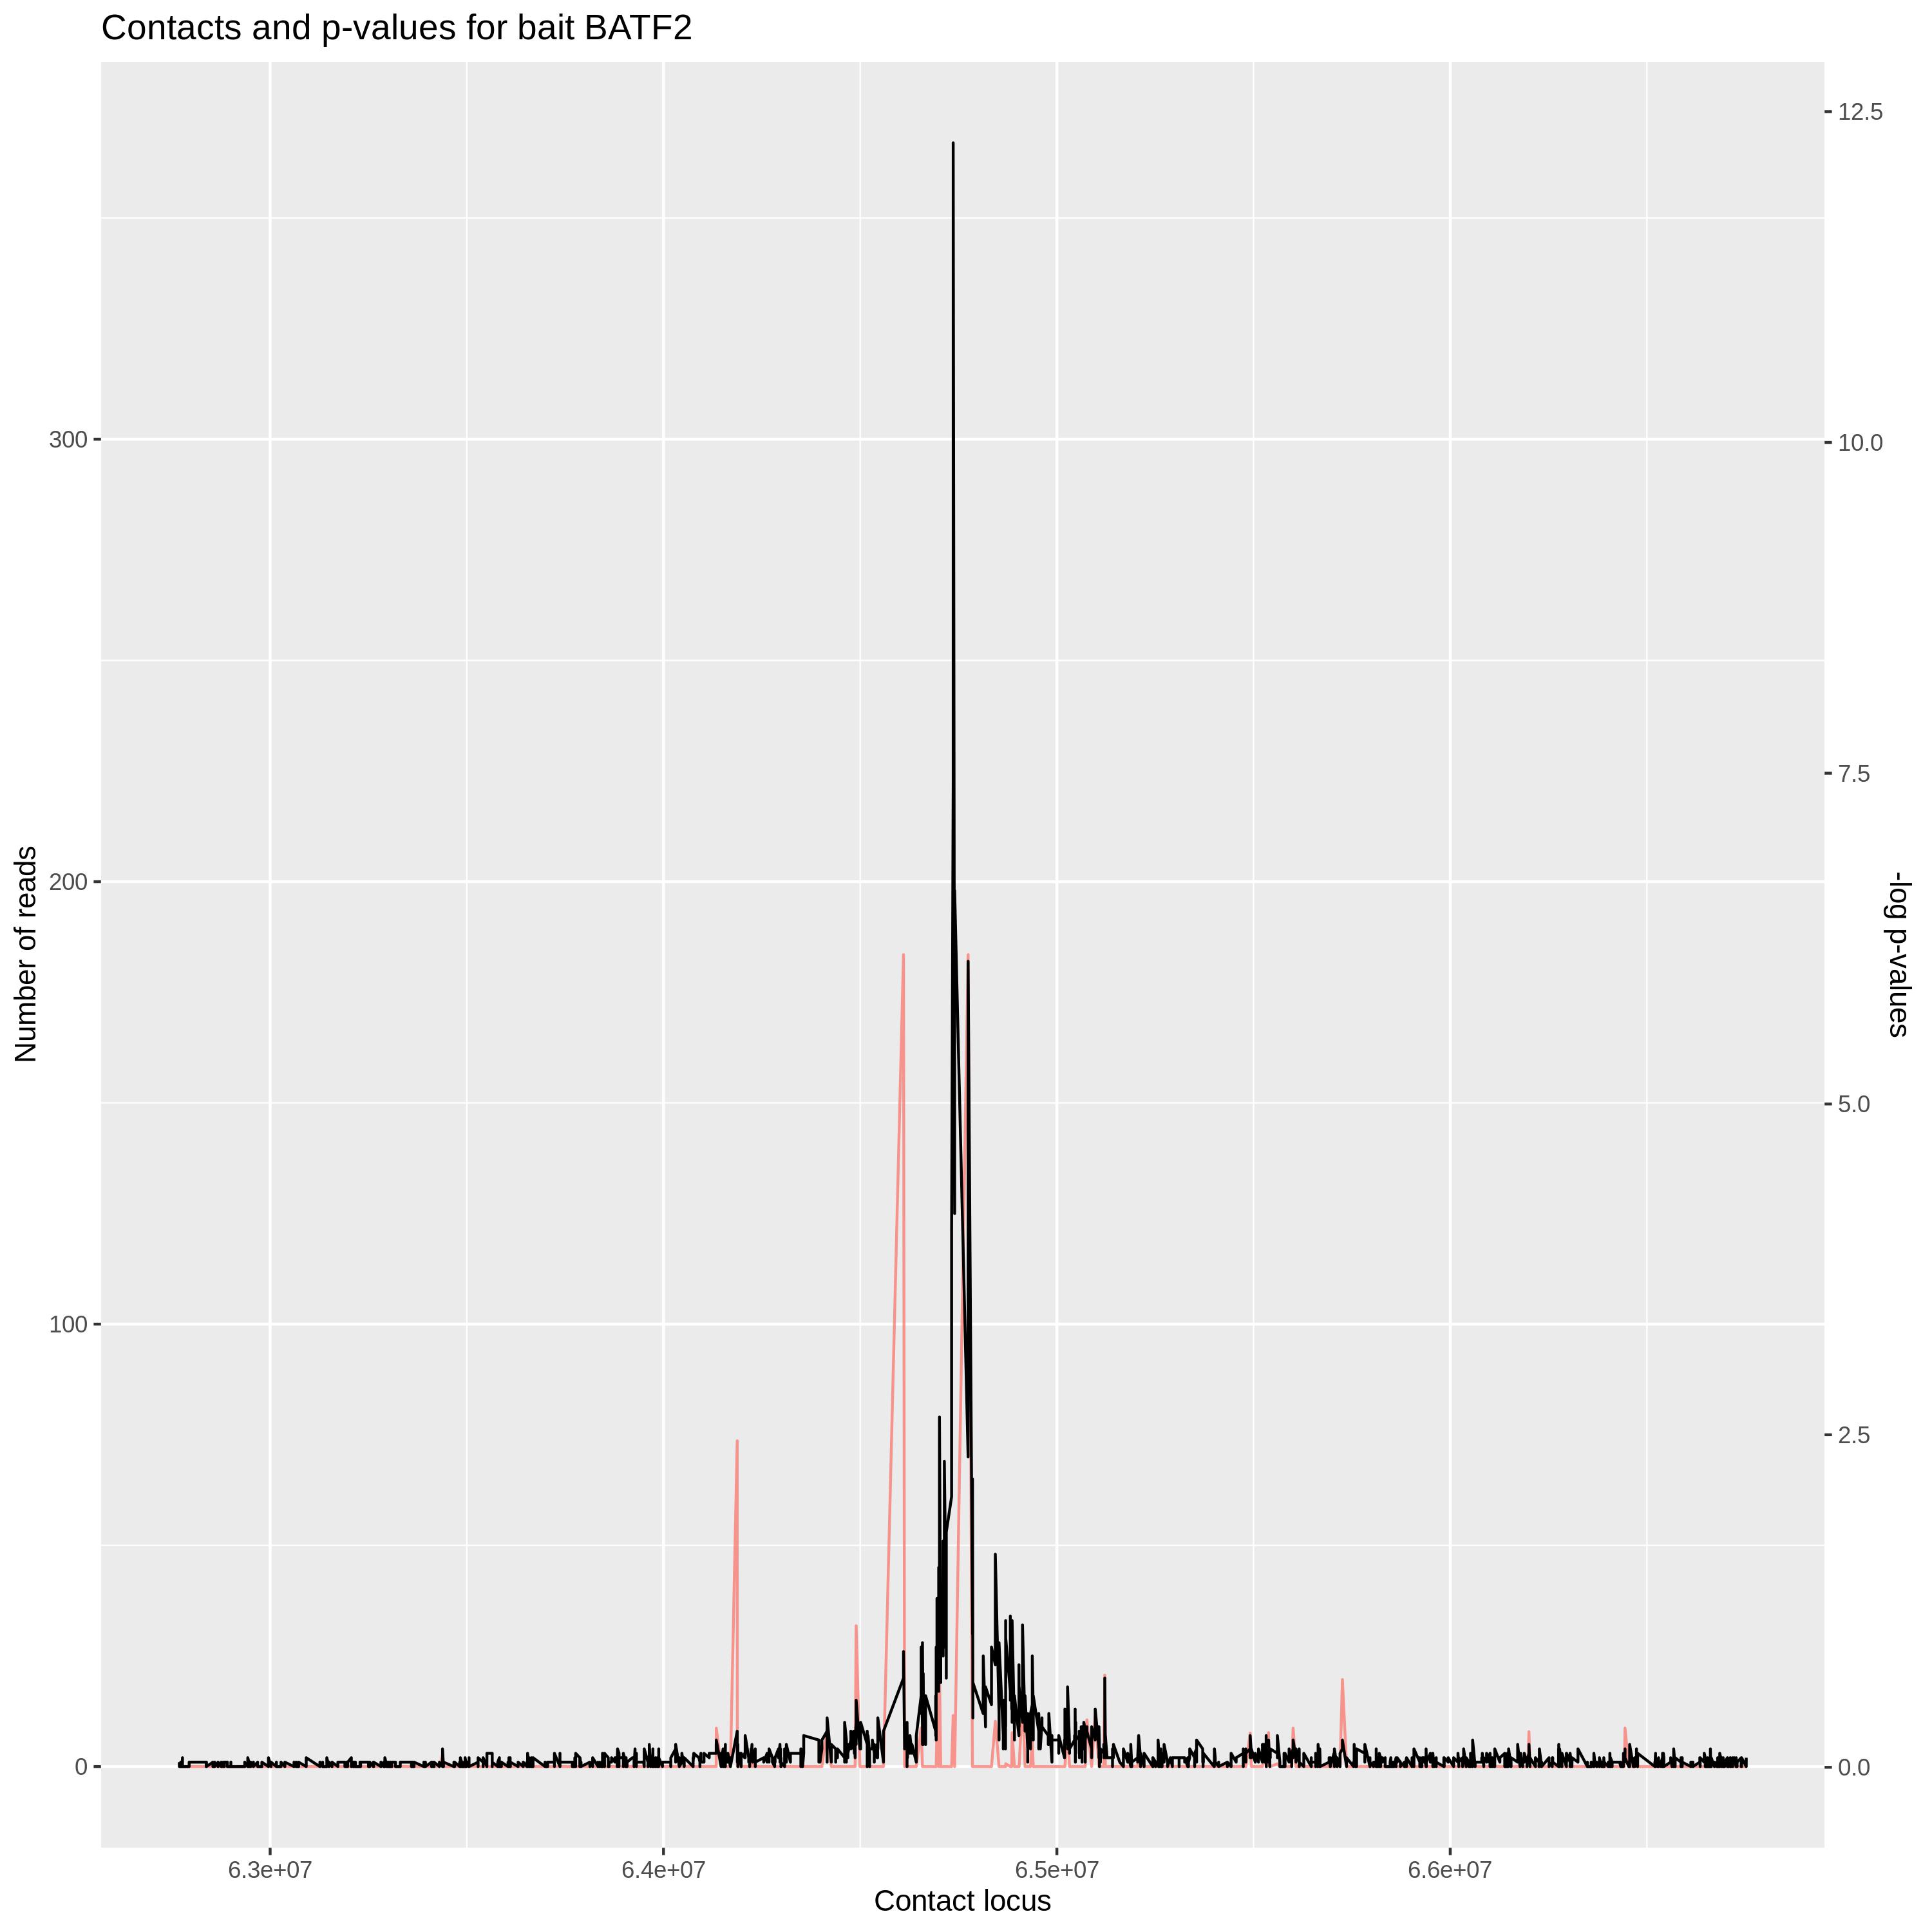 Contacts and p-values for bait BATF2
Number of reads
300
200
100
0
12.5
10.0
7.5
5.0
2.5
0.0
-log p-values
6.3e+07
6.4e+07
6.5e+07
6.6e+07
Contact locus